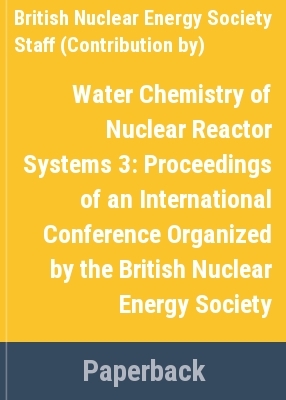 British Nuclear Energy Society
Staff (Contribution by)
Water Chemistry of
Nuclear Reactor
Systems 3: Proceedings
of an International
Conference Organized
by the British Nuclear
Energy Society
Paperback